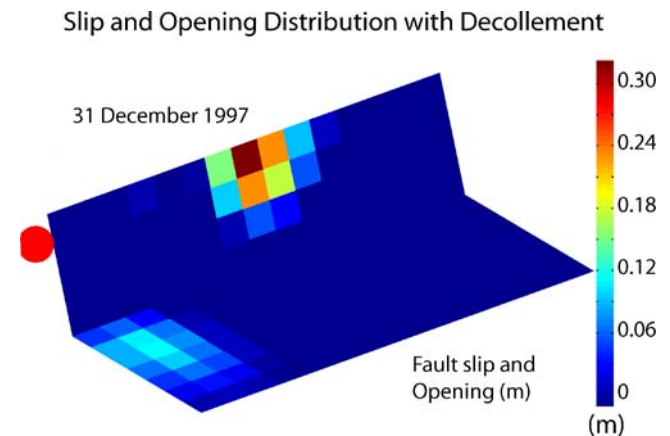 Slip and Opening Distribution with Decollement
31 December 1997
0.30
0.24
0.18
0.12
0.06
0
(m)
Fault slip and
Opening (m)